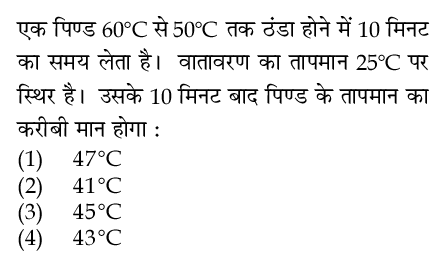 एक पिण्ड 60°C से 50°C तक ठंडा होने में 10 मिनट
का समय लेता है। वातावरण का तापमान 25°C पर
स्थिर है। उसके 10 मिनट बाद पिण्ड के तापमान का
करीबी मान होगा :
(1) 47°C
(2) 41°C
(3) 45°C
(4) 43°C